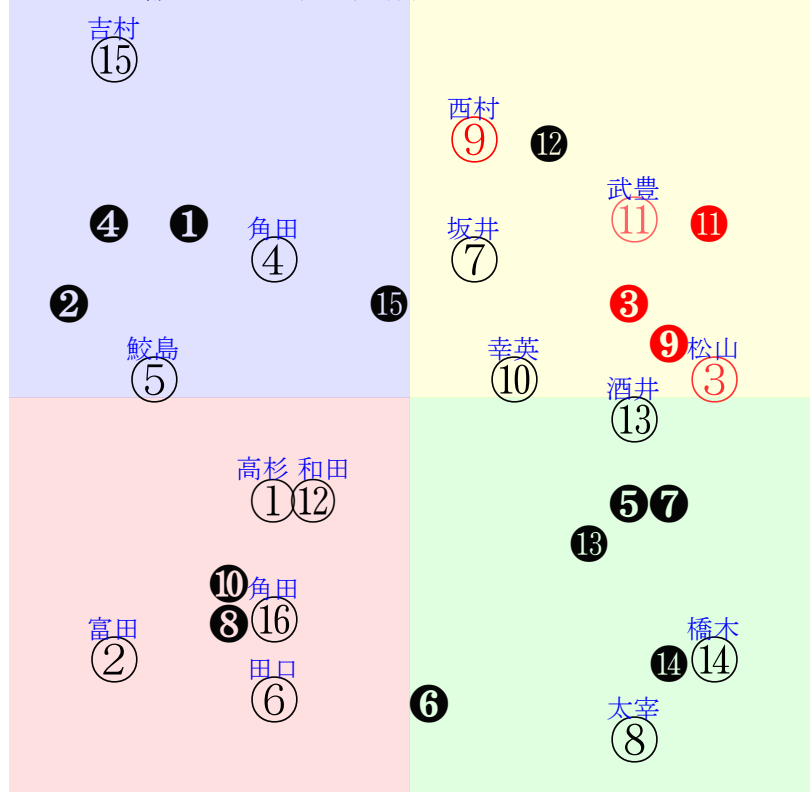 吉村
⑮
西村
⑨ ⓬
武豊
❹ ❶ 角田 ④ 坂井 ⑦ ⑪ ⓫
❷ ⓯ ❸
❾
鮫島 幸英 松山
⑤ ⑩ 酒井 ③
⑬
高杉 和田
① ⑫ ❺ ❼
⓭
❿ 角田
❽ ⑯
富田 橋木
② 田口 ⓮ ⑭
⑥ ❻ 太宰
⑧